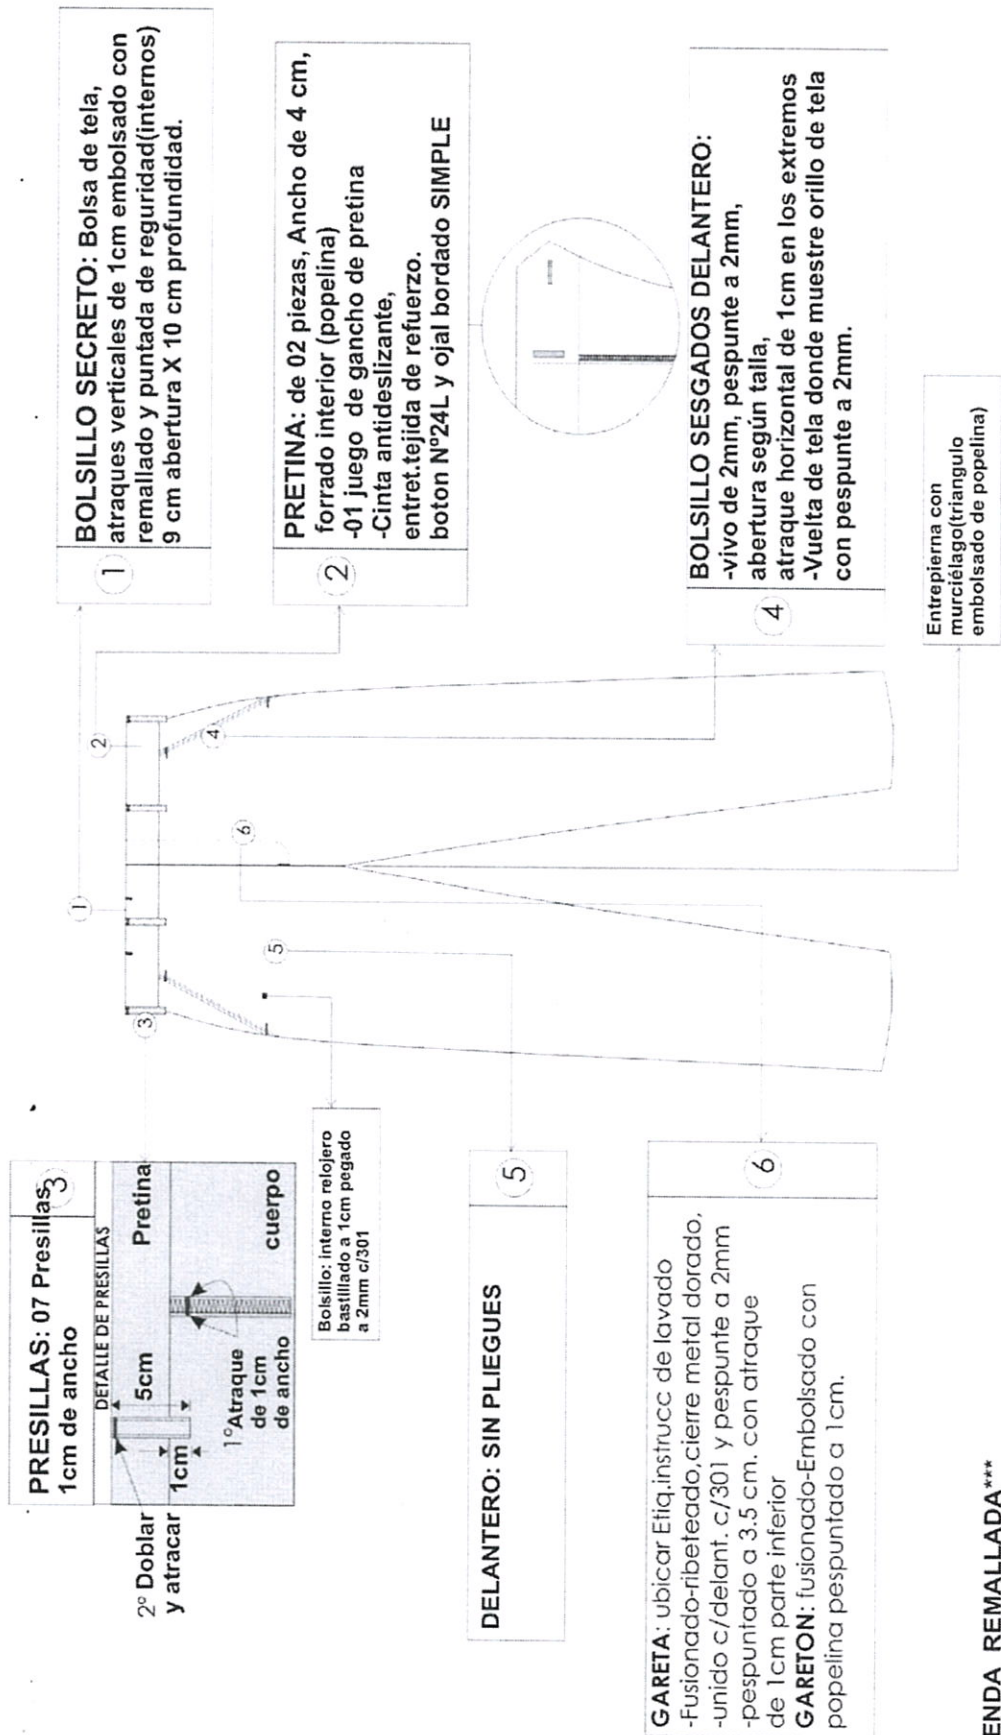 PRESILLAS: 07 Presillas
1cm de ancho
3
DETALLE DE PRESILLAS
5cm
Pretina
1cm
1º Atraque
de 1cm
de ancho
cuerpo
2º Doblar
y atracar
Bolsillo: interno relojero
bastillado a 1cm pegado
a 2mm c/301
DELANTERO: SIN PLIEGUES
5
GARETA: ubicar Etiq.instrucc de lavado
-Fusionado-ribeteado,cierre metal dorado,
-unido c/delant. c/301 y pespunte a 2mm
-pespuntado a 3.5 cm. con atraque
de 1cm parte inferior
GARETON: fusionado-Embolsado con
popelina pespuntado a 1cm.
6
ENDA REMALLADA***
1
2
3
4
5
6
1
BOLSILLO SECRETO: Bolsa de tela,
atraques verticales de 1cm embolsado con
remallado y puntada de reguridad(internos)
9 cm abertura X 10 cm profundidad.
2
PRETINA: de 02 piezas, Ancho de 4 cm,
forrado interior (popelina)
-01 juego de gancho de pretina
-Cinta antideslizante,
entret.tejida de refuerzo.
boton Nº24L y ojal bordado SIMPLE
4
BOLSILLO SESGADOS DELANTERO:
-vivo de 2mm, pespunte a 2mm,
abertura según talla,
atraque horizontal de 1cm en los extremos
-Vuelta de tela donde muestre orillo de tela
con pespunte a 2mm.
Entrepierna con
murciélago(triangulo
embolsado de popelina)